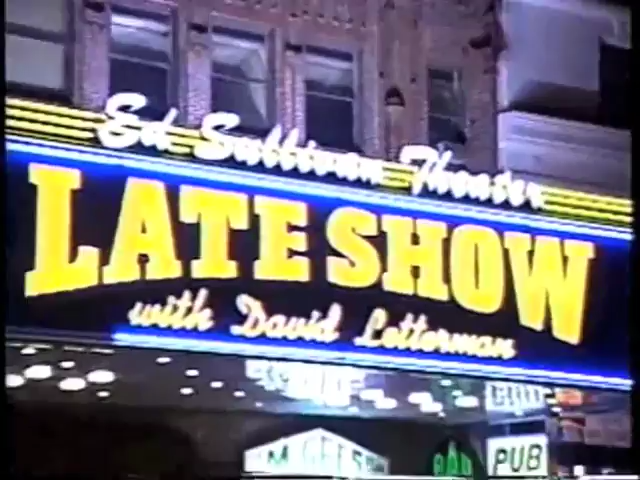 Ed Sullivan Theater
LATE SHOW
with David Letterman
PUB